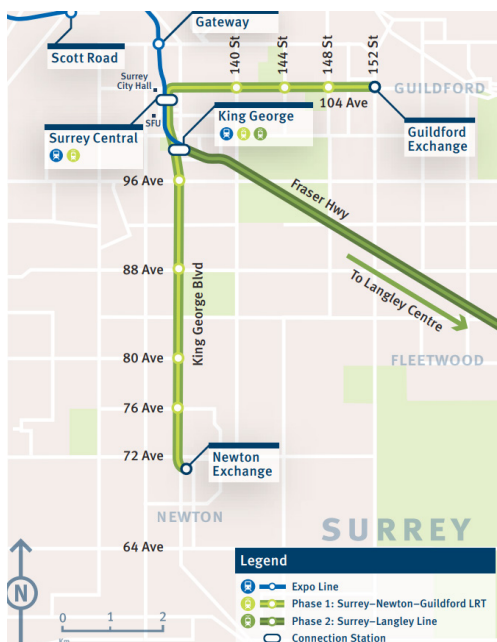 Gateway
Scott Road
140 St
144 St
148 St
152 St
Surrey
City Hall
GUILDFORD
104 Ave
SFU
King George
Surrey Central
Guildford
Exchange
96 Ave
Fraser Hwy
King George Blvd
88 Ave
To Langley Centre
80 Ave
FLEETWOOD
76 Ave
72 Ave
Newton
Exchange
NEWTON
SURREY
64 Ave
Legend
N
Expo Line
Phase 1: Surrey–Newton–Guildford LRT
0 1 2
Phase 2: Surrey–Langley Line
Km
Connection Station